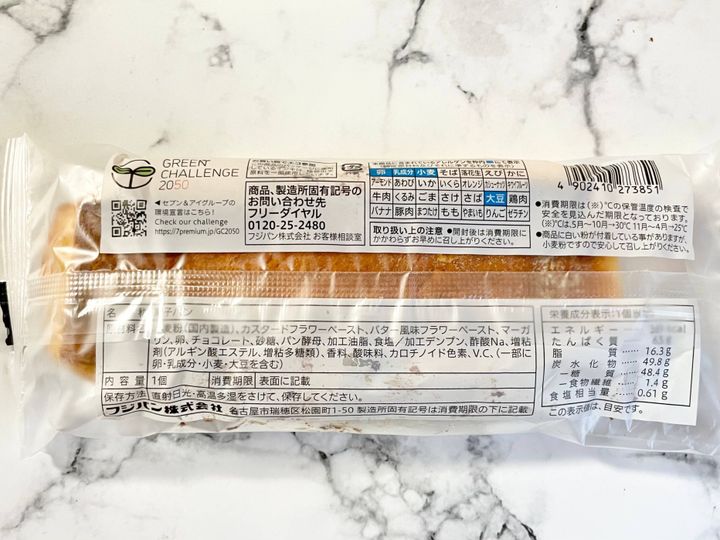 GREEN
CHALLENGE
2050
セブン&アイグループの
環境宣言はこちら!
Check our challenge
https://7premium.jp/GC2050
商品、製造所固有記号の
お問い合わせ先
フリーダイヤル
0120-25-2480
フジパン株式会社 お客様相談室
卵 乳成分 小麦 そば 落花生 えび かに
アーモンド あわび いか いくら オレンジ カシューナッツ キウイフルーツ
牛肉 くるみ ごま さけ さば 大豆 鶏肉
バナナ 豚肉 まつたけ もも やまいも りんご ゼラチン
取り扱い上の注意 ●開封後は消費期限に
かかわらずお早めに召し上がりください。
4902410273851
●消費期限は(※)℃の保管温度の検査で
安全を見込んだ期限となっております。
(※)℃は、5月~10月→30℃ 11月~4月→25℃
●商品に白い粉が付着している事がありますが、
小麦粉ですので安心して召し上がりください。
名 子パン
麦粉(国内製造)、カスタードフラワーペースト、バター風味フラワーペースト、マーガ
リン、卵、チョコレート、砂糖、パン酵母、加工油脂、食塩/加工デンプン、酢酸Na、増粘
剤(アルギン酸エステル、増粘多糖類)、香料、酸味料、カロチノイド色素、V.C、(一部に
卵・乳成分・小麦・大豆を含む)
内容量 1個 消費期限 表面に記載
保存方法 直射日光・高温多湿をさけて、保存してください。
フジパン株式会社 名古屋市瑞穂区松園町1-50 製造所固有記号は消費期限の下に記載
栄養成分表示:1個
エネルギー kcal
たんぱく質
脂質 16.3g
炭水化物 49.8g
-糖質 48.4g
-食物繊維 1.4g
食塩相当量 0.61g
この表示値は、目安です。